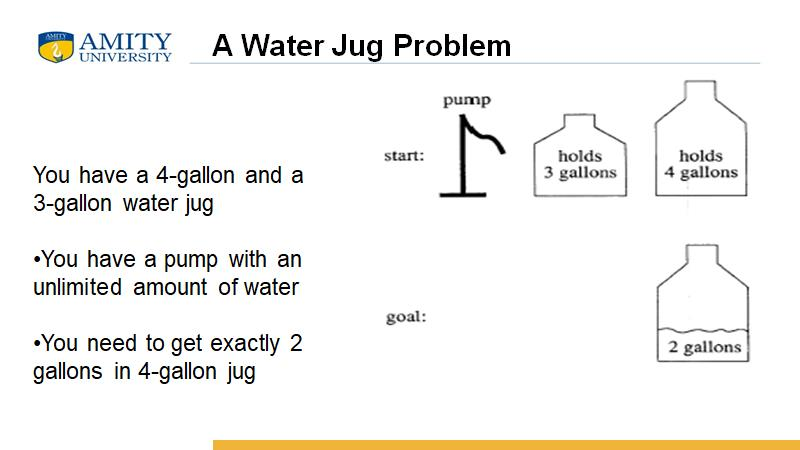 AMITY
UNIVERSITY
A Water Jug Problem
You have a 4-gallon and a
3-gallon water jug
•You have a pump with an
unlimited amount of water
•You need to get exactly 2
gallons in 4-gallon jug
pump
start:
holds
3 gallons
holds
4 gallons
goal:
2 gallons